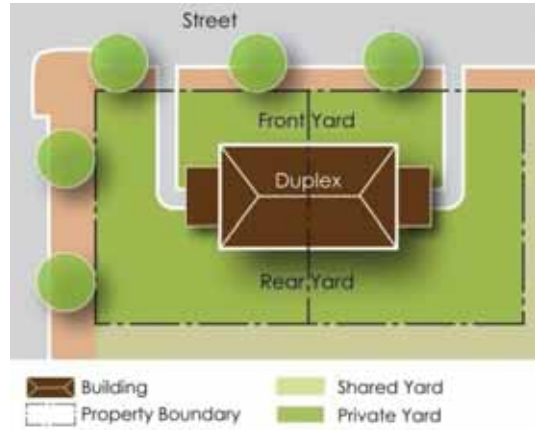 Street
Front Yard
Duplex
Rear Yard
Building
Shared Yard
Property Boundary
Private Yard